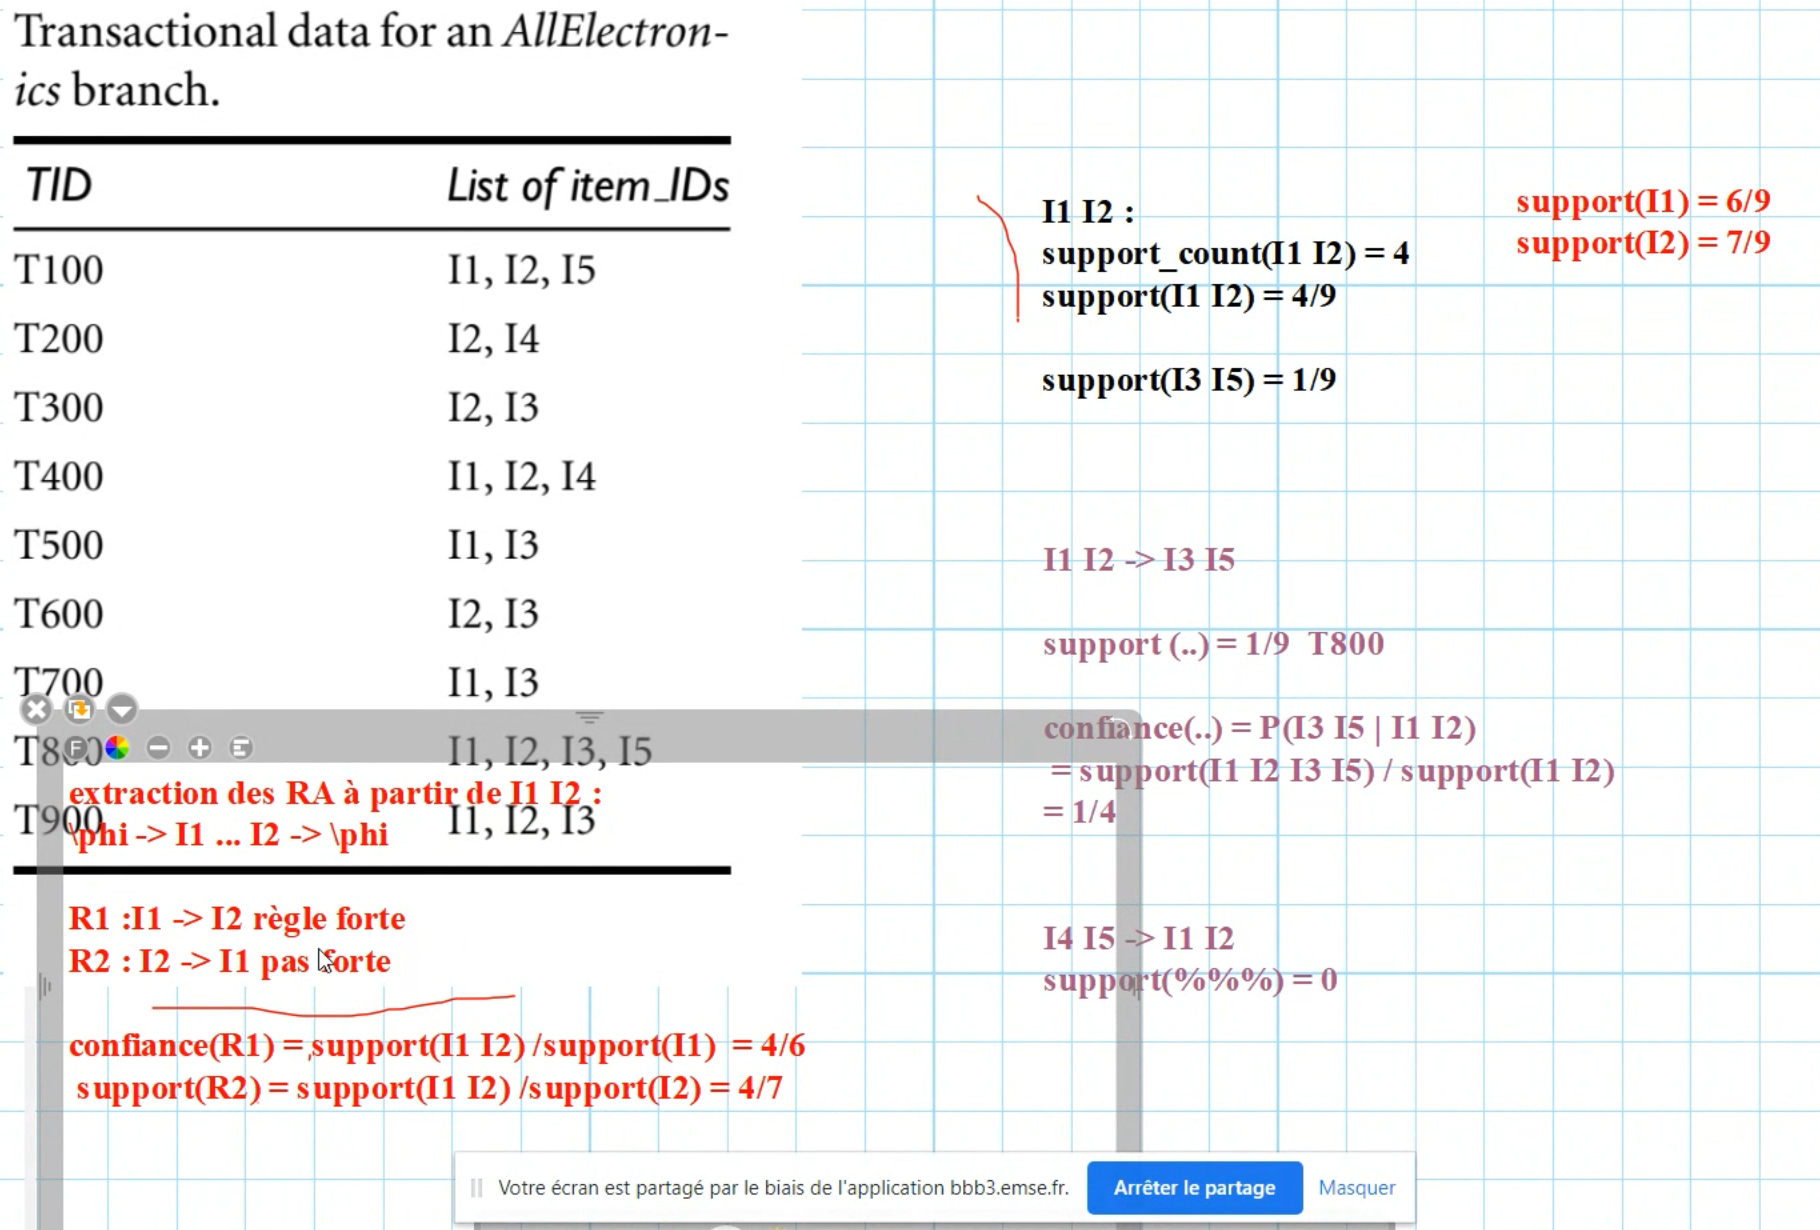 Transactional data for an AllElectron-
ics branch.
TID List of item_IDs
T100 I1, I2, I5
T200 I2, I4
T300 I2, I3
T400 I1, I2, I4
T500 I1, I3
T600 I2, I3
T700 I1, I3
T800 I1, I2, I3, I5
T900 I1, I2, I3
extraction des RA à partir de I1 I2 :
\phi -> I1 ... I2 -> \phi
R1 :I1 -> I2 règle forte
R2 : I2 -> I1 pas forte
confiance(R1) = support(I1 I2) /support(I1) = 4/6
support(R2) = support(I1 I2) /support(I2) = 4/7
I1 I2 :
support_count(I1 I2) = 4
support(I1 I2) = 4/9
support(I3 I5) = 1/9
support(I1) = 6/9
support(I2) = 7/9
I1 I2 -> I3 I5
support (..) = 1/9 T800
confiance(..) = P(I3 I5 | I1 I2)
= support(I1 I2 I3 I5) / support(I1 I2)
= 1/4
I4 I5 -> I1 I2
support(%%%) = 0
Votre écran est partagé par le biais de l'application bbb3.emse.fr. Arrêter le partage Masquer